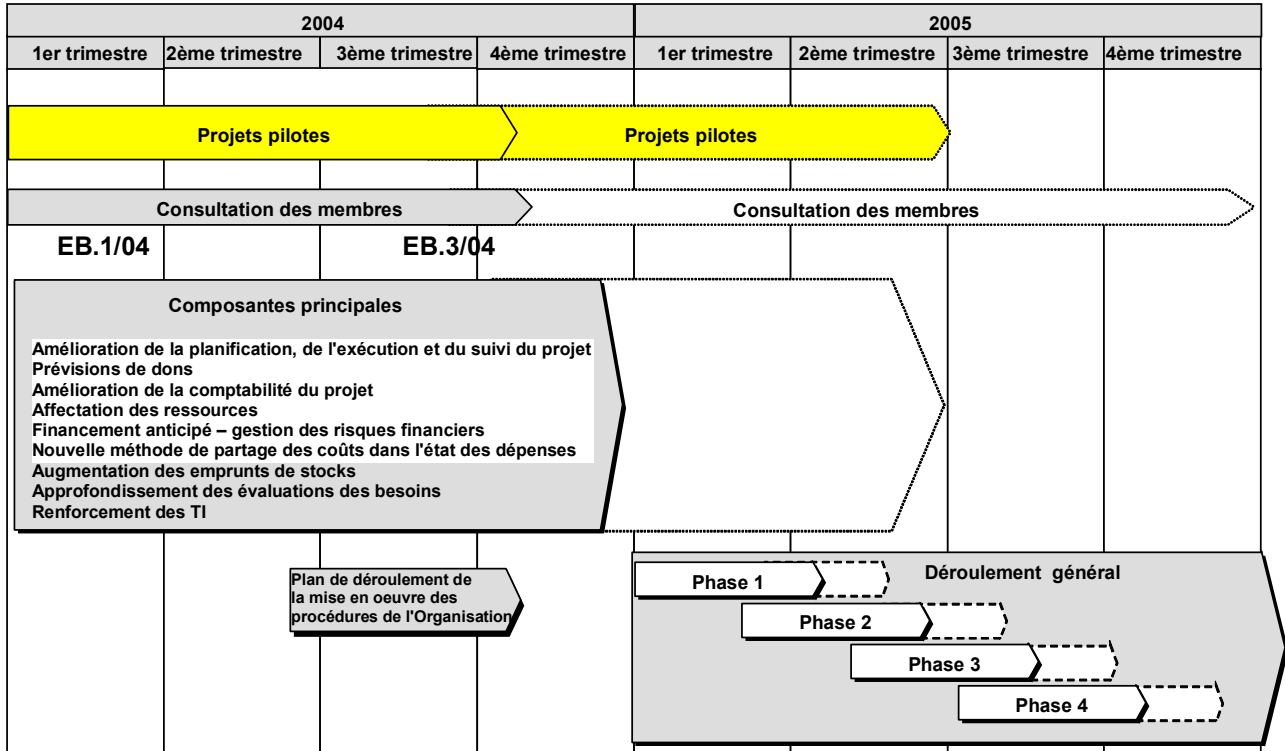 2004
2005
1er trimestre
2ème trimestre
3ème trimestre
4ème trimestre
1er trimestre
2ème trimestre
3ème trimestre
4ème trimestre
Projets pilotes
Projets pilotes
Consultation des membres
Consultation des membres
EB.1/04
EB.3/04
Composantes principales
Amélioration de la planification, de l'exécution et du suivi du projet
Prévisions de dons
Amélioration de la comptabilité du projet
Affectation des ressources
Financement anticipé – gestion des risques financiers
Nouvelle méthode de partage des coûts dans l'état des dépenses
Augmentation des emprunts de stocks
Approfondissement des évaluations des besoins
Renforcement des TI
Plan de déroulement de
la mise en oeuvre des
procédures de l'Organisation
Déroulement général
Phase 1
Phase 2
Phase 3
Phase 4